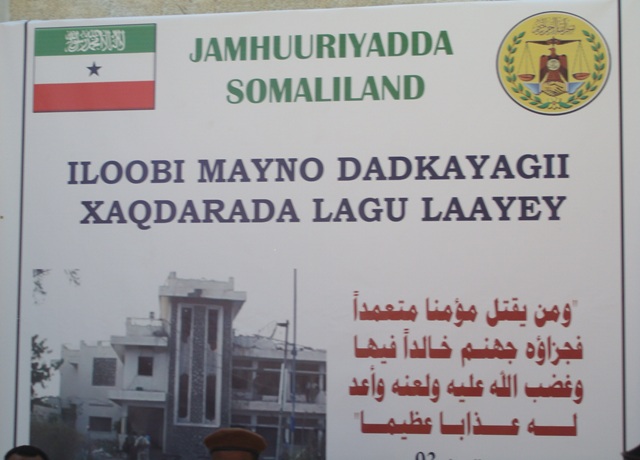 JAMHUURIYADDA
SOMALILAND
ILOOBI MAYNO DADKAYAGII
XAQDARADA LAGU LAAYEY
"ومن يقتل مؤمنا متعمداً
فجزاؤه جهنم خالداً فيها
وغضب الله عليه ولعنه وأعد
له عذابا عظيما"